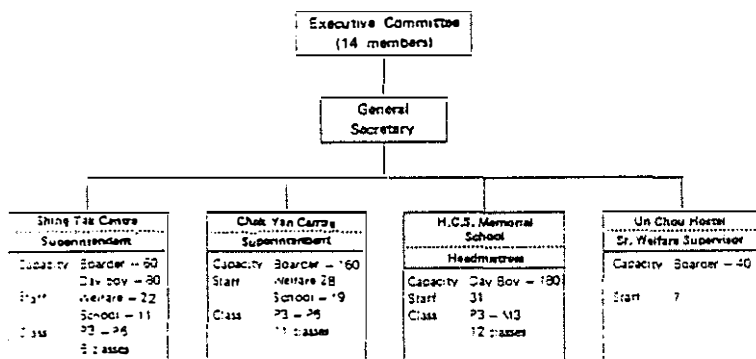 Executive Committee
(14 members)
General
Secretary
Shing Tak Centre
Superintendent
Capacity Boarder – 60
Day boy – 80
Staff Welfare – 22
School – 11
Class P3 – P6
classes
Chak Yan Centre
Superintendent
Capacity Boarder – 160
Staff Welfare 28
School – 19
Class P3 – P6
11 classes
H.C.S. Memorial
School
Headmistress
Capacity Day Boy – 180
Staff 31
Class P3 – M3
12 classes
Un Chau Hostel
Sr. Welfare Supervisor
Capacity Boarder – 40
Staff 7